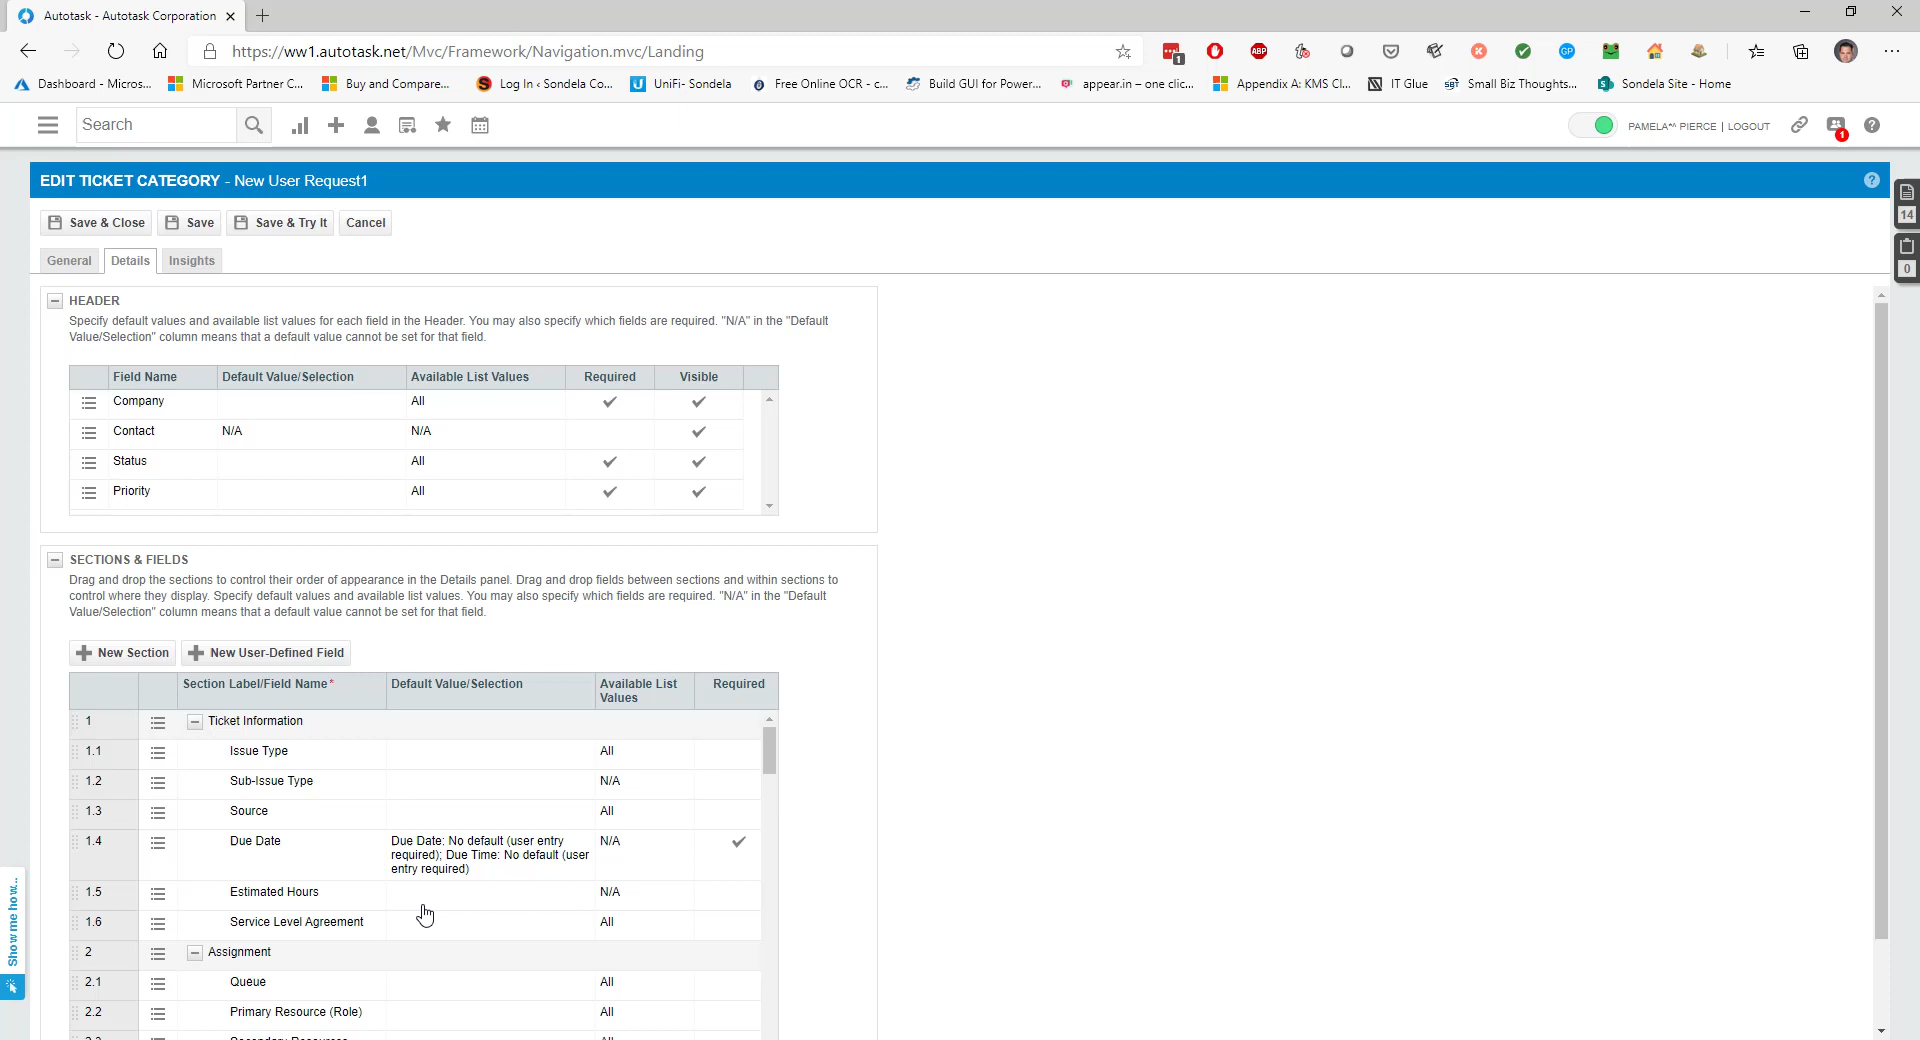 Autotask - Autotask Corporation
https://ww1.autotask.net/Mvc/Framework/Navigation.mvc/Landing
ABP
1
GP
Dashboard - Micros...
Microsoft Partner C...
Buy and Compare...
Log In ‹ Sondela Co...
UniFi- Sondela
Free Online OCR - c...
Build GUI for Power...
appear.in – one clic...
Appendix A: KMS Cl...
IT Glue
SBT
Small Biz Thoughts...
Sondela Site - Home
Search
PAMELA^^ PIERCE | LOGOUT
1
EDIT TICKET CATEGORY - New User Request1
14
0
Save & Close
Save
Save & Try It
Cancel
General
Details
Insights
HEADER
Specify default values and available list values for each field in the Header. You may also specify which fields are required. "N/A" in the "Default
Value/Selection" column means that a default value cannot be set for that field.
Field Name Default Value/Selection Available List Values Required Visible
Company All
Contact N/A N/A
Status All
Priority All
SECTIONS & FIELDS
Drag and drop the sections to control their order of appearance in the Details panel. Drag and drop fields between sections and within sections to
control where they display. Specify default values and available list values. You may also specify which fields are required. "N/A" in the "Default
Value/Selection" column means that a default value cannot be set for that field.
New Section
New User-Defined Field
Section Label/Field Name* Default Value/Selection Available List Required
Values
1 Ticket Information
1.1 Issue Type All
1.2 Sub-Issue Type N/A
1.3 Source All
1.4 Due Date Due Date: No default (user entry N/A
required); Due Time: No default (user
entry required)
1.5 Estimated Hours N/A
1.6 Service Level Agreement All
2 Assignment
2.1 Queue All
2.2 Primary Resource (Role) All
Show me how...